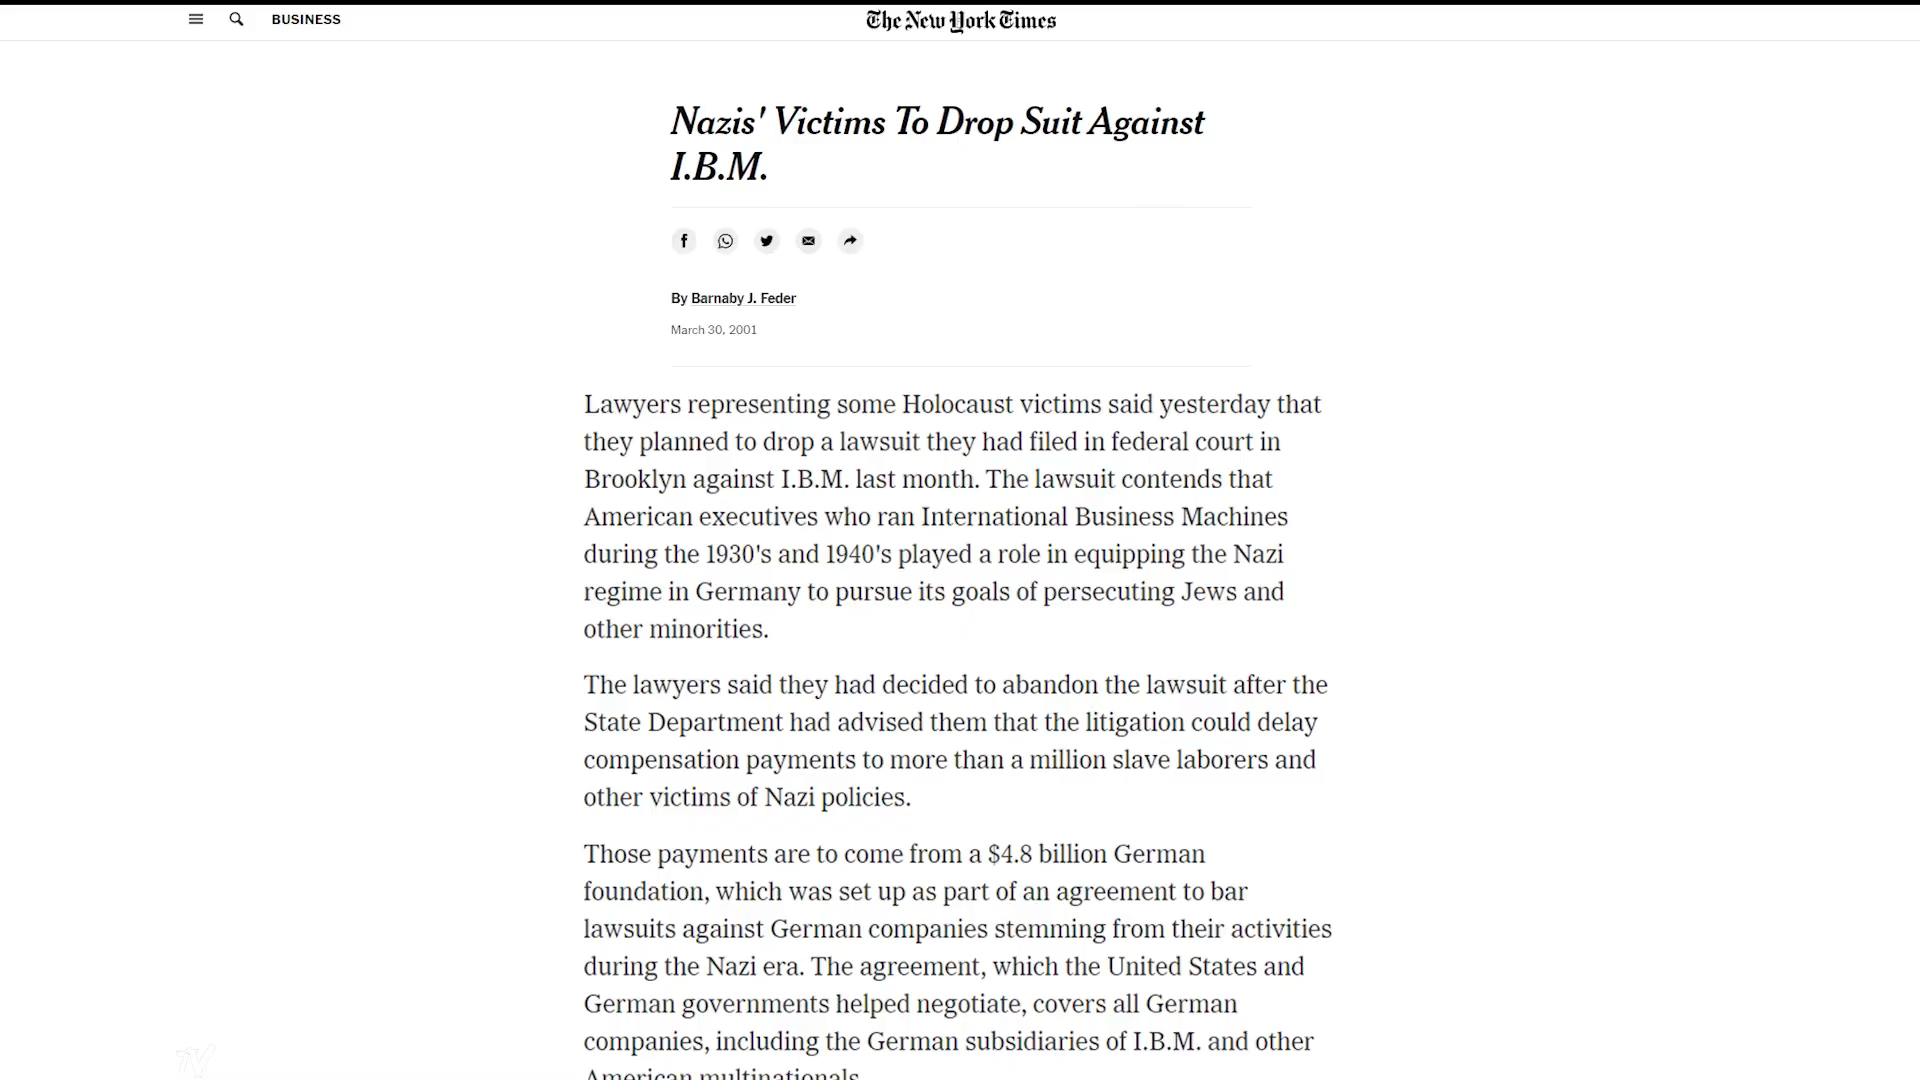 BUSINESS
The New York Times
Nazis' Victims To Drop Suit Against
I.B.M.
By Barnaby J. Feder
March 30, 2001
Lawyers representing some Holocaust victims said yesterday that
they planned to drop a lawsuit they had filed in federal court in
Brooklyn against I.B.M. last month. The lawsuit contends that
American executives who ran International Business Machines
during the 1930's and 1940's played a role in equipping the Nazi
regime in Germany to pursue its goals of persecuting Jews and
other minorities.
The lawyers said they had decided to abandon the lawsuit after the
State Department had advised them that the litigation could delay
compensation payments to more than a million slave laborers and
other victims of Nazi policies.
Those payments are to come from a $4.8 billion German
foundation, which was set up as part of an agreement to bar
lawsuits against German companies stemming from their activities
during the Nazi era. The agreement, which the United States and
German governments helped negotiate, covers all German
companies, including the German subsidiaries of I.B.M. and other
American multinationals.